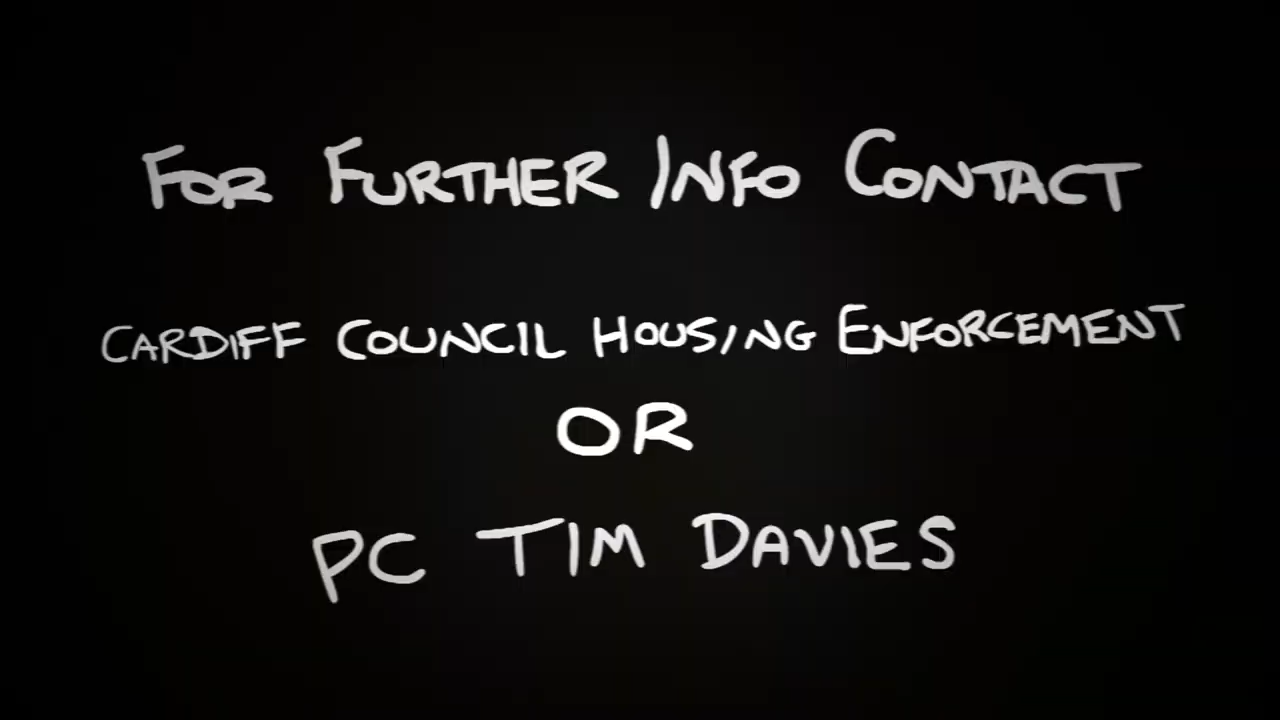 FOR FURTHER INFO CONTACT
CARDIFF COUNCIL HOUSING ENFORCEMENT
OR
PC TIM DAVIES